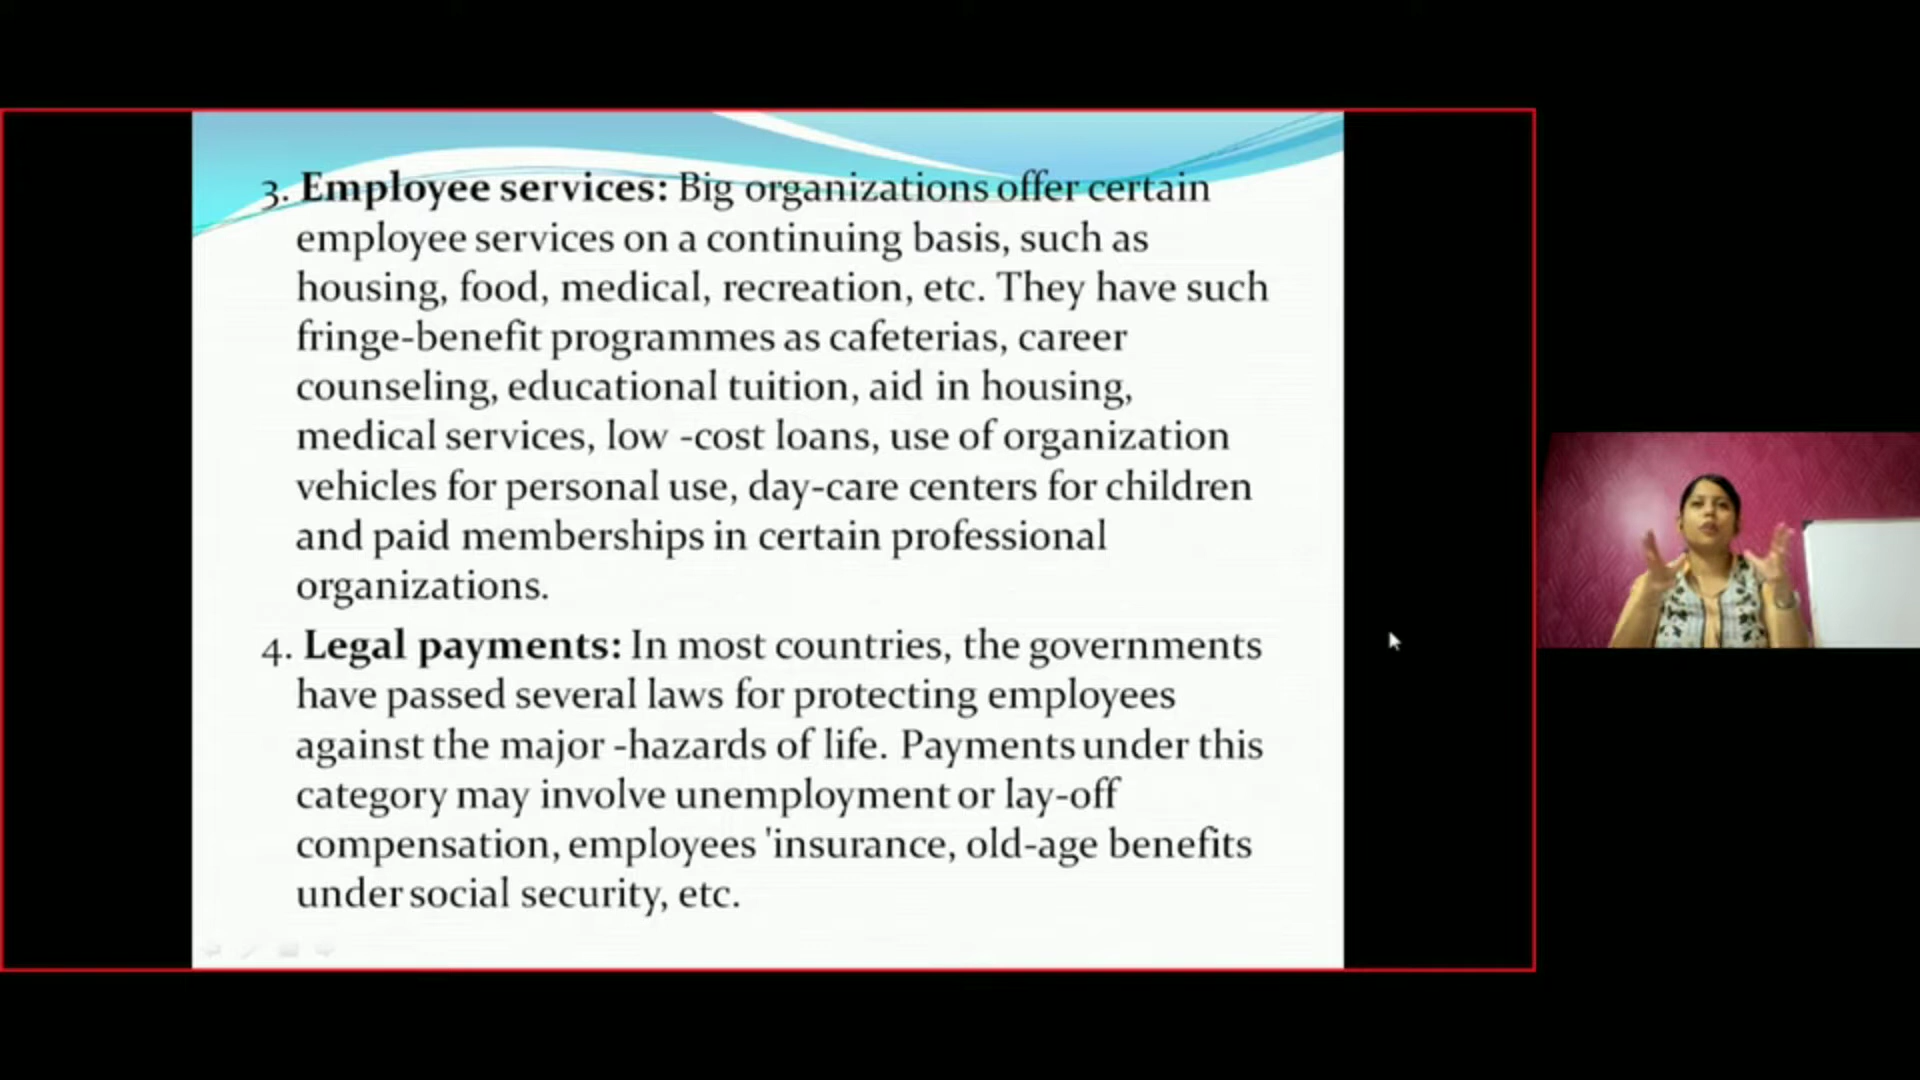 3. Employee services: Big organizations offer certain
employee services on a continuing basis, such as
housing, food, medical, recreation, etc. They have such
fringe-benefit programmes as cafeterias, career
counseling, educational tuition, aid in housing,
medical services, low -cost loans, use of organization
vehicles for personal use, day-care centers for children
and paid memberships in certain professional
organizations.
4. Legal payments: In most countries, the governments
have passed several laws for protecting employees
against the major -hazards of life. Payments under this
category may involve unemployment or lay-off
compensation, employees 'insurance, old-age benefits
under social security, etc.